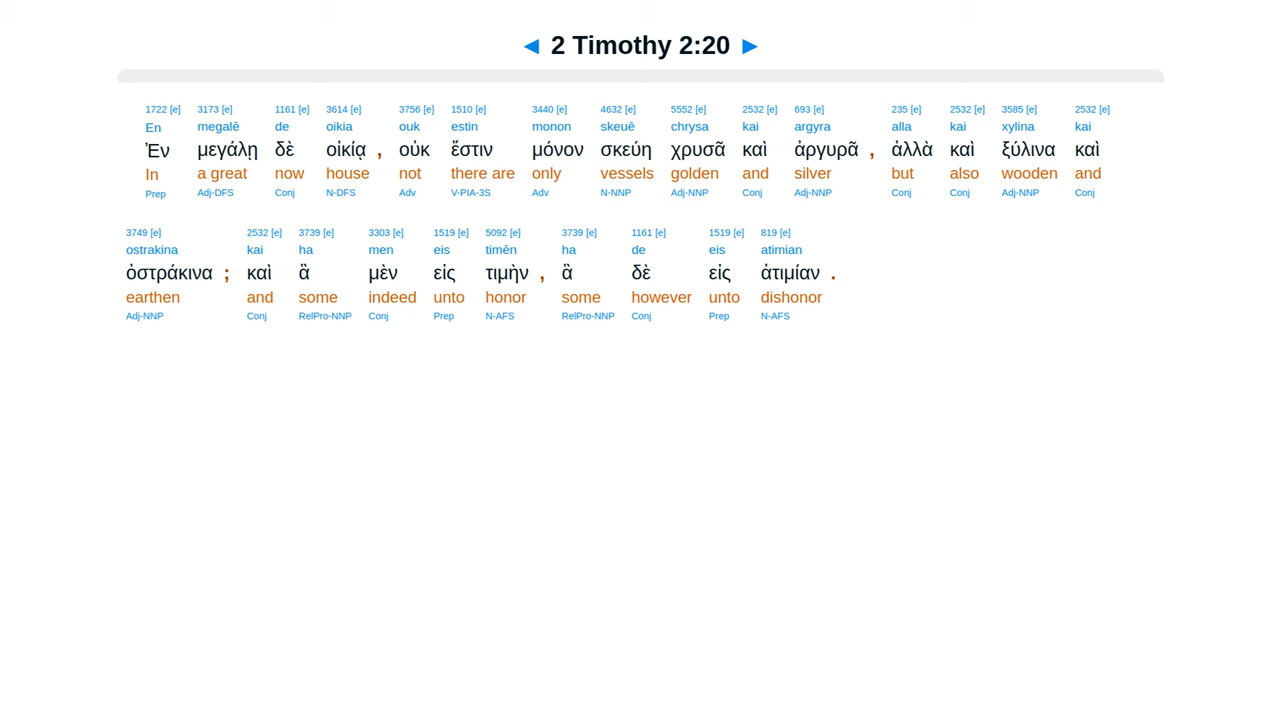 ◄ 2 Timothy 2:20 ►
1722 [e] 3173 [e] 1161 [e] 3614 [e] 3756 [e] 1510 [e] 3440 [e] 4632 [e] 5552 [e] 2532 [e] 693 [e] 235 [e] 2532 [e] 3585 [e] 2532 [e]
En megalē de oikia ouk estin monon skeuē chrysa kai argyra alla kai xylina kai
Ἐν μεγάλῃ δὲ οἰκίᾳ , οὐκ ἔστιν μόνον σκεύη χρυσᾶ καὶ ἀργυρᾶ , ἀλλὰ καὶ ξύλινα καὶ
In a great now house not there are only vessels golden and silver but also wooden and
Prep Adj-DFS Conj N-DFS Adv V-PIA-3S Adv N-NNP Adj-NNP Conj Adj-NNP Conj Conj Adj-NNP Conj
3749 [e] 2532 [e] 3739 [e] 3303 [e] 1519 [e] 5092 [e] 3739 [e] 1161 [e] 1519 [e] 819 [e]
ostrakina kai ha men eis timēn ha de eis atimian
ὀστράκινα ; καὶ ἃ μὲν εἰς τιμὴν , ἃ δὲ εἰς ἀτιμίαν .
earthen and some indeed unto honor some however unto dishonor
Adj-NNP Conj RelPro-NNP Conj Prep N-AFS RelPro-NNP Conj Prep N-AFS